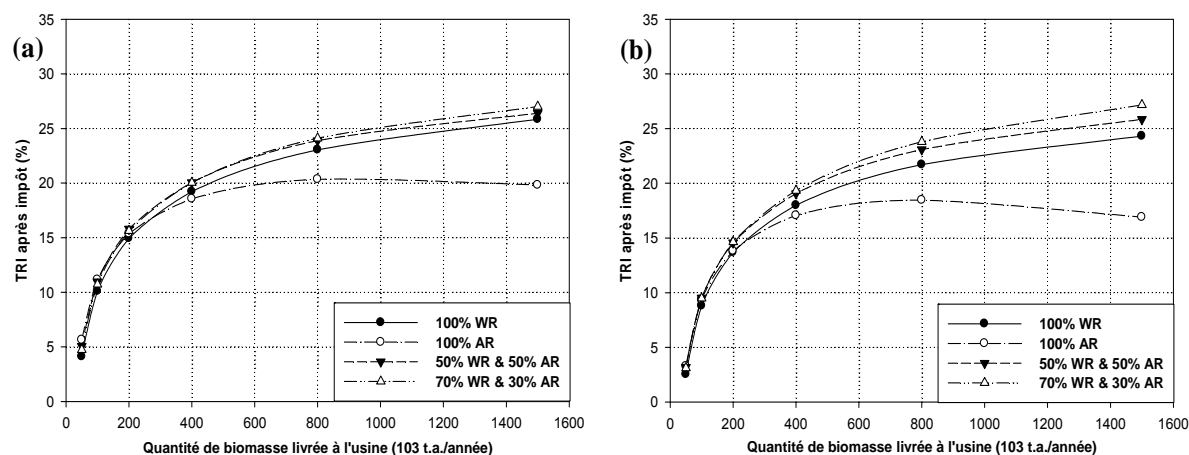 (a)
TRI après impôt (%)
35
30
25
20
15
10
5
0
0 200 400 600 800 1000 1200 1400 1600
Quantité de biomasse livrée à l'usine (103 t.a./année)
100% WR
100% AR
50% WR & 50% AR
70% WR & 30% AR
(b)
TRI après impôt (%)
35
30
25
20
15
10
5
0
0 200 400 600 800 1000 1200 1400 1600
Quantité de biomasse livrée à l'usine (103 t.a./année)
100% WR
100% AR
50% WR & 50% AR
70% WR & 30% AR